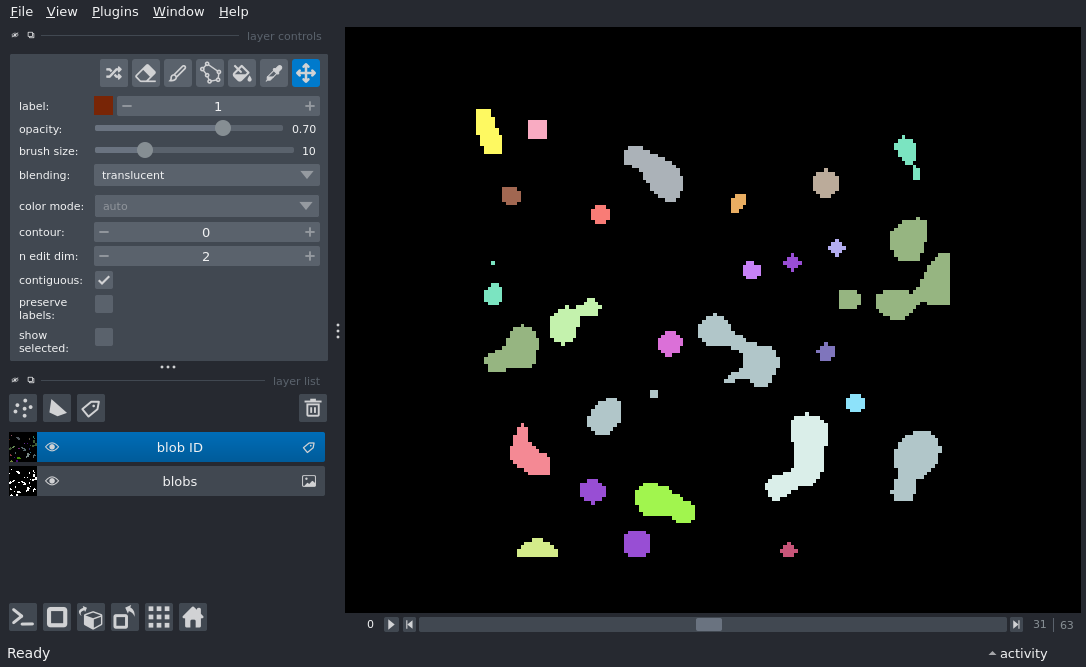 File View Plugins Window Help
layer controls
label: 1
opacity: 0.70
brush size: 10
blending: translucent
color mode: auto
contour: 0
n edit dim: 2
contiguous:
preserve
labels:
show
selected:
layer list
blob ID
blobs
0 31 | 63
Ready activity